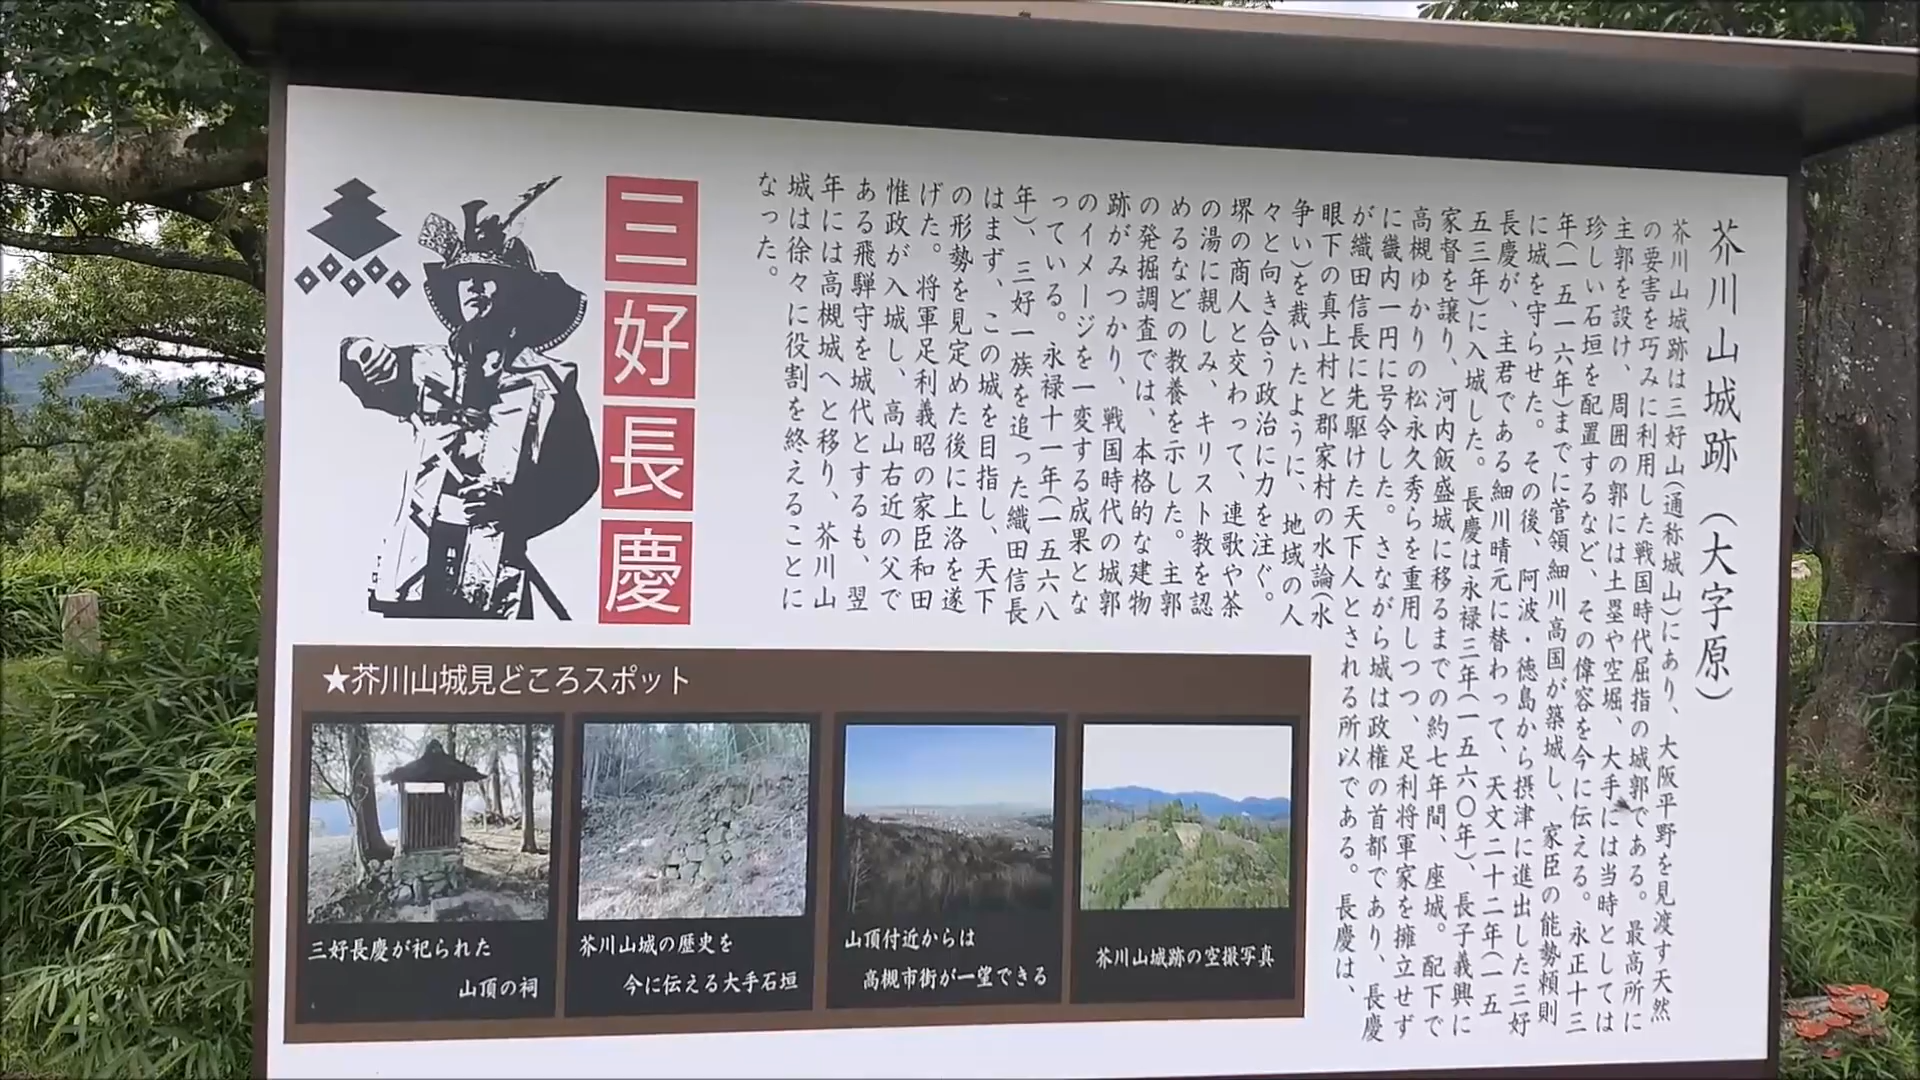 芥川山城跡（大字原）
芥川山城跡は三好山（通称城山）にあり、大阪平野を見渡す天然
の要害を巧みに利用した戦国時代屈指の城郭である。最高所に
主郭を設け、周囲の郭には土塁や空堀、大手には当時としては
珍しい石垣を配置するなど、その偉容を今に伝える。永正十三
年（一五一六年）までに菅領細川高国が築城し、家臣の能勢頼則
に城を守らせた。その後、阿波・徳島から摂津に進出した三好
長慶が、主君である細川晴元に替わって、天文二十二年（一五
五三年）に入城した。長慶は永禄三年（一五六〇年）、長子義興に
家督を譲り、河内飯盛城に移るまでの約七年間、座城。配下で
高槻ゆかりの松永久秀らを重用しつつ、足利将軍家を擁立せず
に畿内一円に号令した。さながら城は政権の首都であり、長慶
が織田信長に先駆けた天下人とされる所以である。長慶は、
眼下の真上村と郡家村の水論（水
争い）を裁いたように、地域の人
々と向き合う政治に力を注ぐ。
堺の商人と交わって、連歌や茶
の湯に親しみ、キリスト教を認
めるなどの教養を示した。主郭
の発掘調査では、本格的な建物
跡がみつかり、戦国時代の城郭
のイメージを一変する成果とな
っている。永禄十一年（一五六八
年）、三好一族を追った織田信長
はまず、この城を目指し、天下
の形勢を見定めた後に上洛を遂
げた。将軍足利義昭の家臣和田
惟政が入城し、高山右近の父で
ある飛騨守を城代とするも、翌
年には高槻城へと移り、芥川山
城は徐々に役割を終えることに
なった。
三好長慶
★芥川山城見どころスポット
三好長慶が祀られた
山頂の祠
芥川山城の歴史を
今に伝える大手石垣
山頂付近からは
高槻市街が一望できる
芥川山城跡の空撮写真